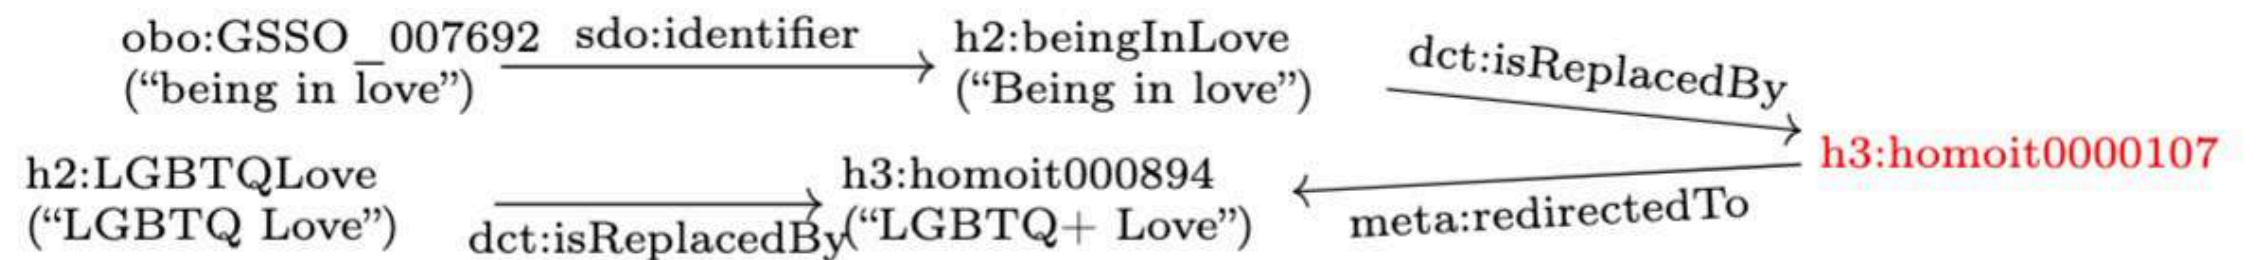 obo:GSSO_007692 sdo:identifier h2:beingInLove dct:isReplacedBy
(“being in love”) (“Being in love”)
h3:homoit0000107
h2:LGBTQLove h3:homoit000894
(“LGBTQ Love”) dct:isReplacedBy (“LGBTQ+ Love”) meta:redirectedTo